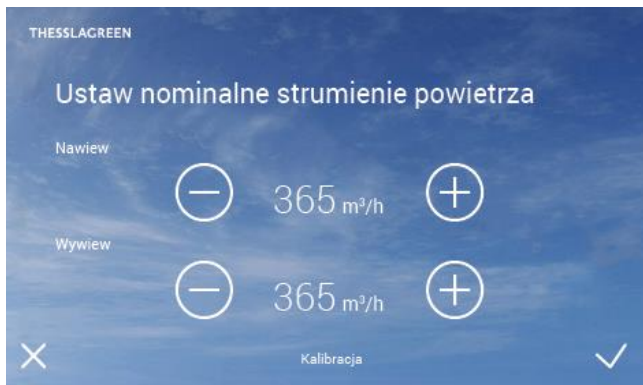 THESSLAGREEN
Ustaw nominalne strumienie powietrza
Nawiew
365 m³/h
Wywiew
365 m³/h
Kalibracja